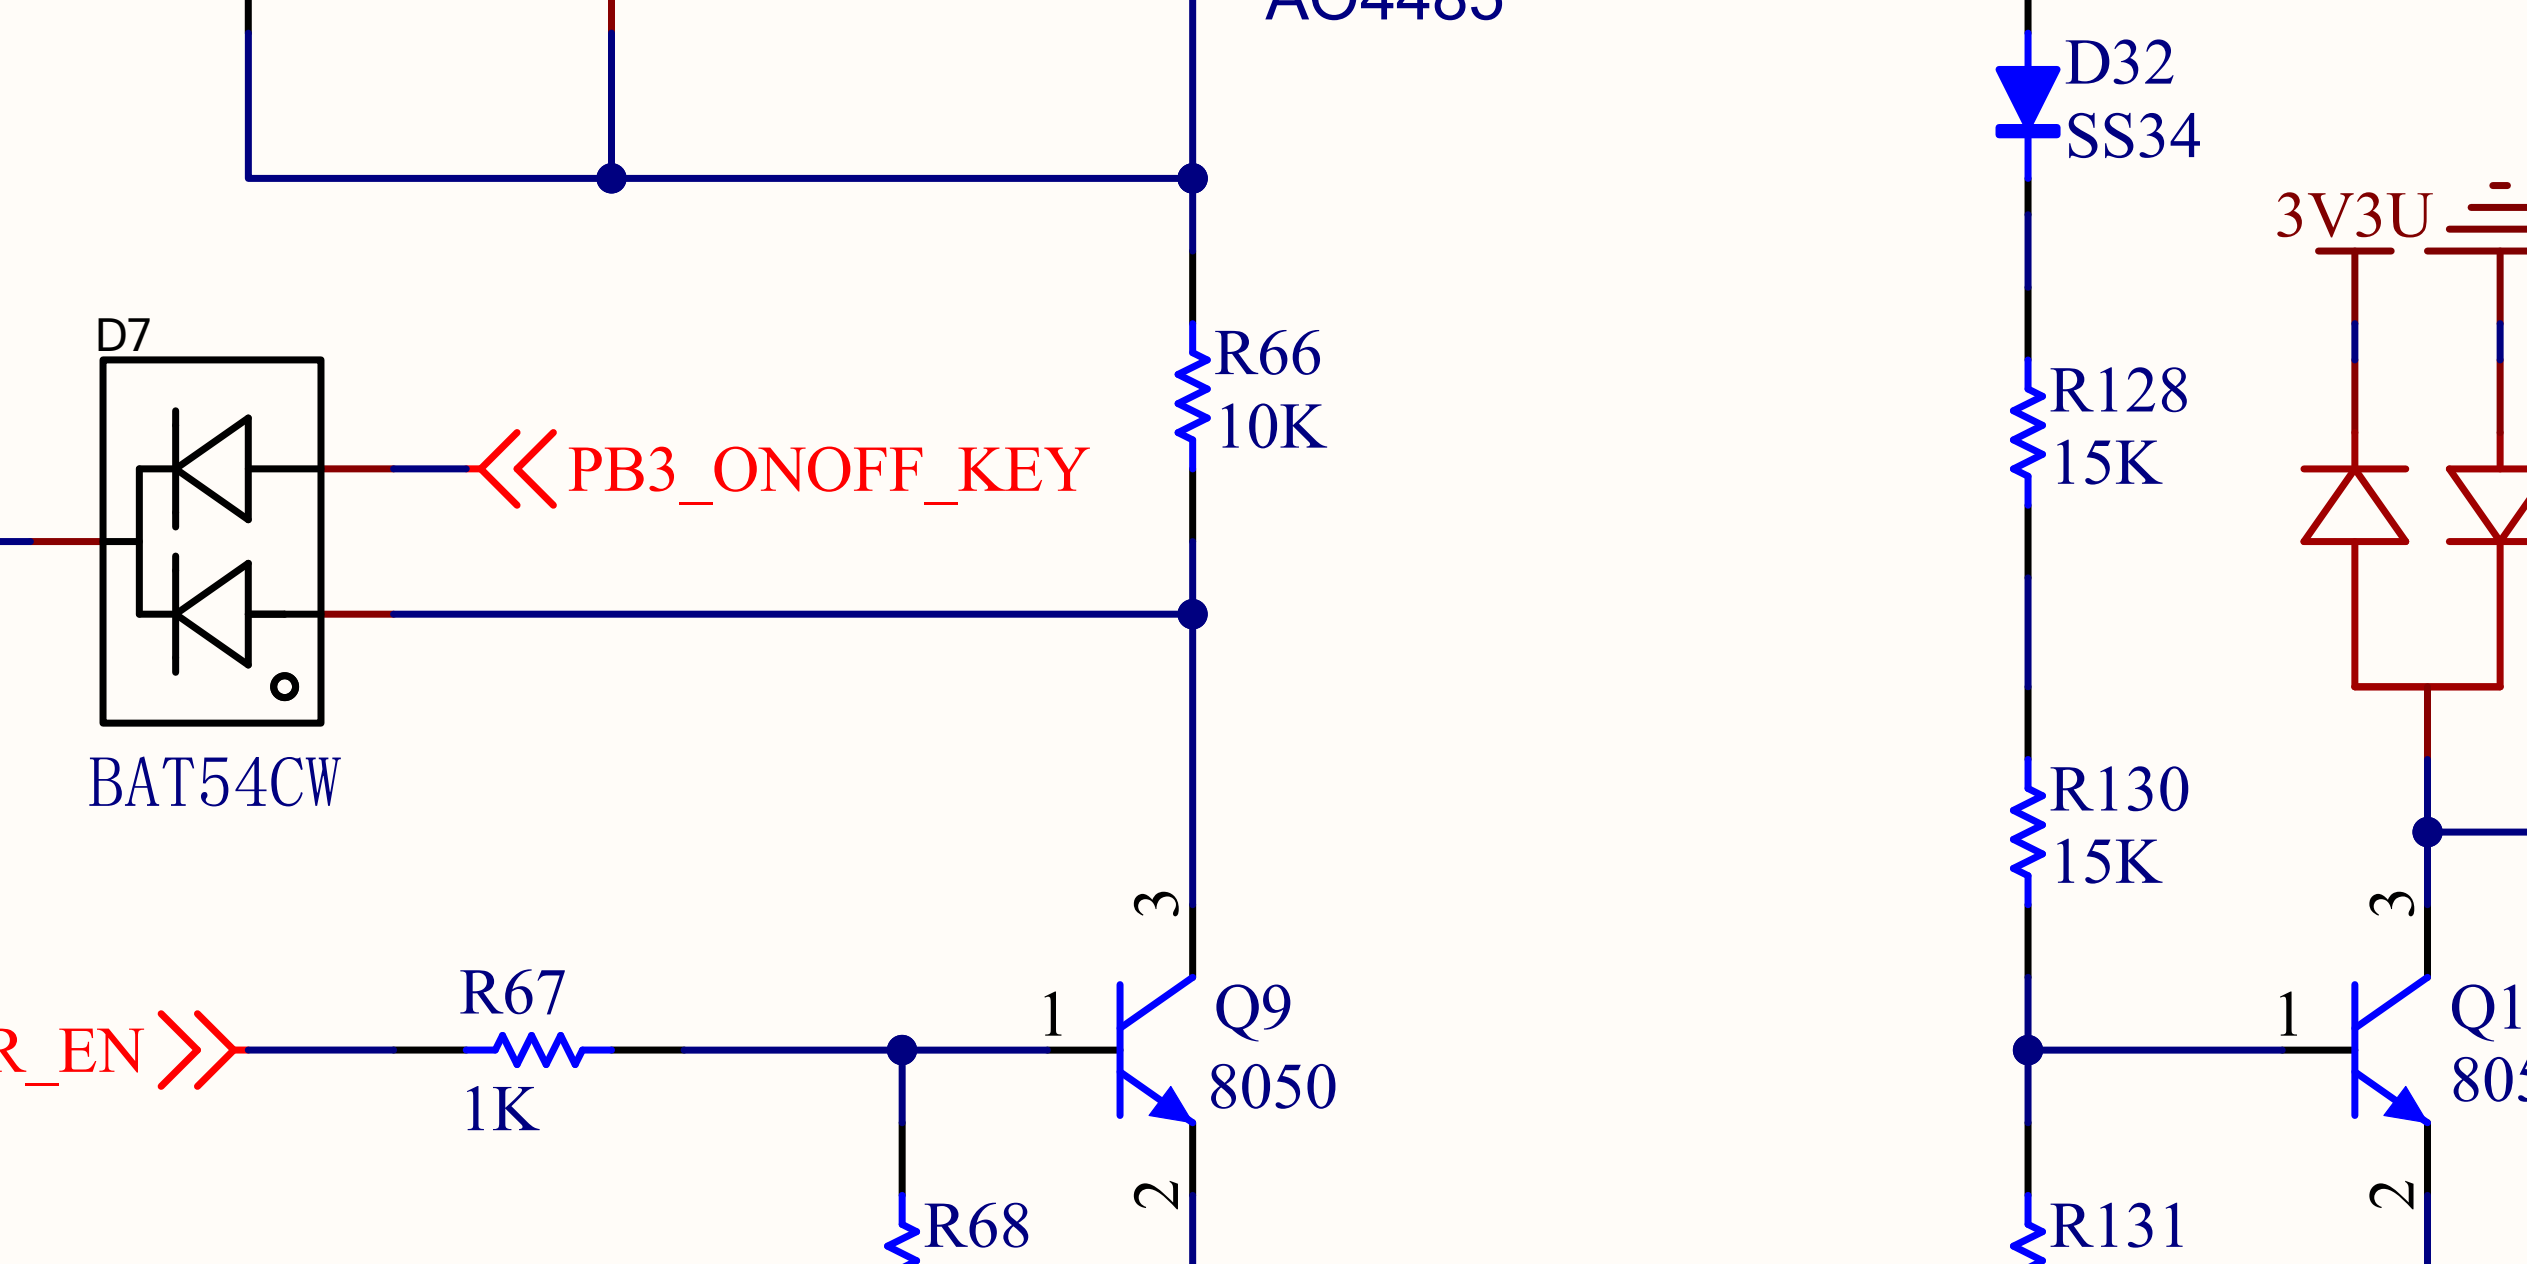 D32
SS34
3V3U
D7
R66
10K
R128
15K
PB3_ONOFF_KEY
BAT54CW
R130
15K
3
3
R67
1K
R_EN
1
Q9
8050
1
2
2
R68
R131